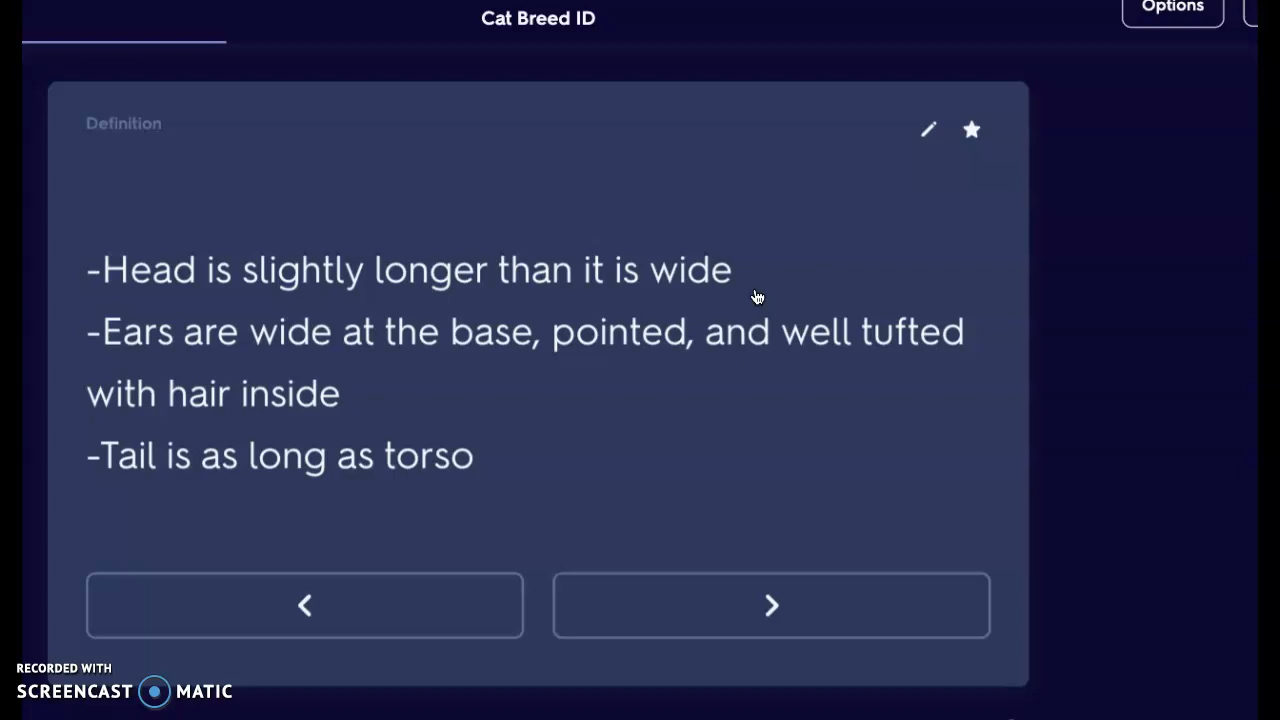 Cat Breed ID
Options
Definition
-Head is slightly longer than it is wide
-Ears are wide at the base, pointed, and well tufted
with hair inside
-Tail is as long as torso
RECORDED WITH
SCREENCAST MATIC